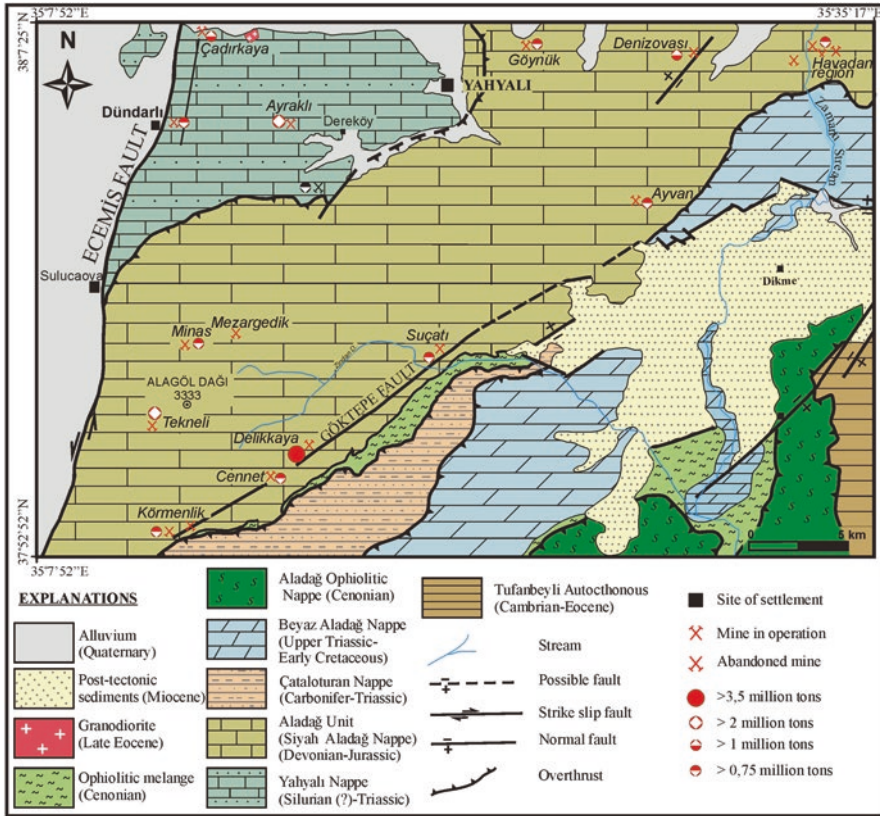 35°7'52"E
35°35'17"E
38°7'25"N
N
Çadırkaya
Göynük
Denizovası
Havadan
region
YAHYALI
Dündarlı
Ayraklı
Dereköy
Zamantı Stream
ECEMİŞ FAULT
Ayvan
Sulucaova
Dikme
Minas
Mezargedik
Suçatı
ALAGÖL DAĞI
3333
GÖKTEPE FAULT
Tekneli
Delikkaya
Cennet
Körmenlik
37°52'52"N
0
5 km
35°7'52"E
EXPLANATIONS
Alluvium
(Quaternary)
Post-tectonic
sediments (Miocene)
Granodiorite
(Late Eocene)
Ophiolitic melange
(Cenonian)
Aladağ Ophiolitic
Nappe (Cenonian)
Beyaz Aladağ Nappe
(Upper Triassic-
Early Cretaceous)
Çataloturan Nappe
(Carbonifer-Triassic)
Aladağ Unit
(Siyah Aladağ Nappe)
(Devonian-Jurassic)
Yahyalı Nappe
(Silurian (?)-Triassic)
Tufanbeyli Autocthonous
(Cambrian-Eocene)
Stream
Possible fault
Strike slip fault
Normal fault
Overthrust
Site of settlement
Mine in operation
Abandoned mine
>3,5 million tons
> 2 million tons
> 1 million tons
> 0,75 million tons